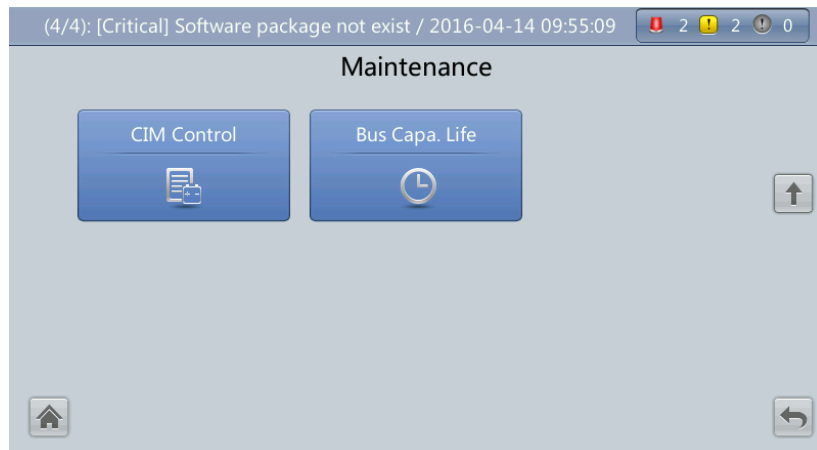 (4/4): [Critical] Software package not exist / 2016-04-14 09:55:09 2 2 0
Maintenance
CIM Control
Bus Capa. Life